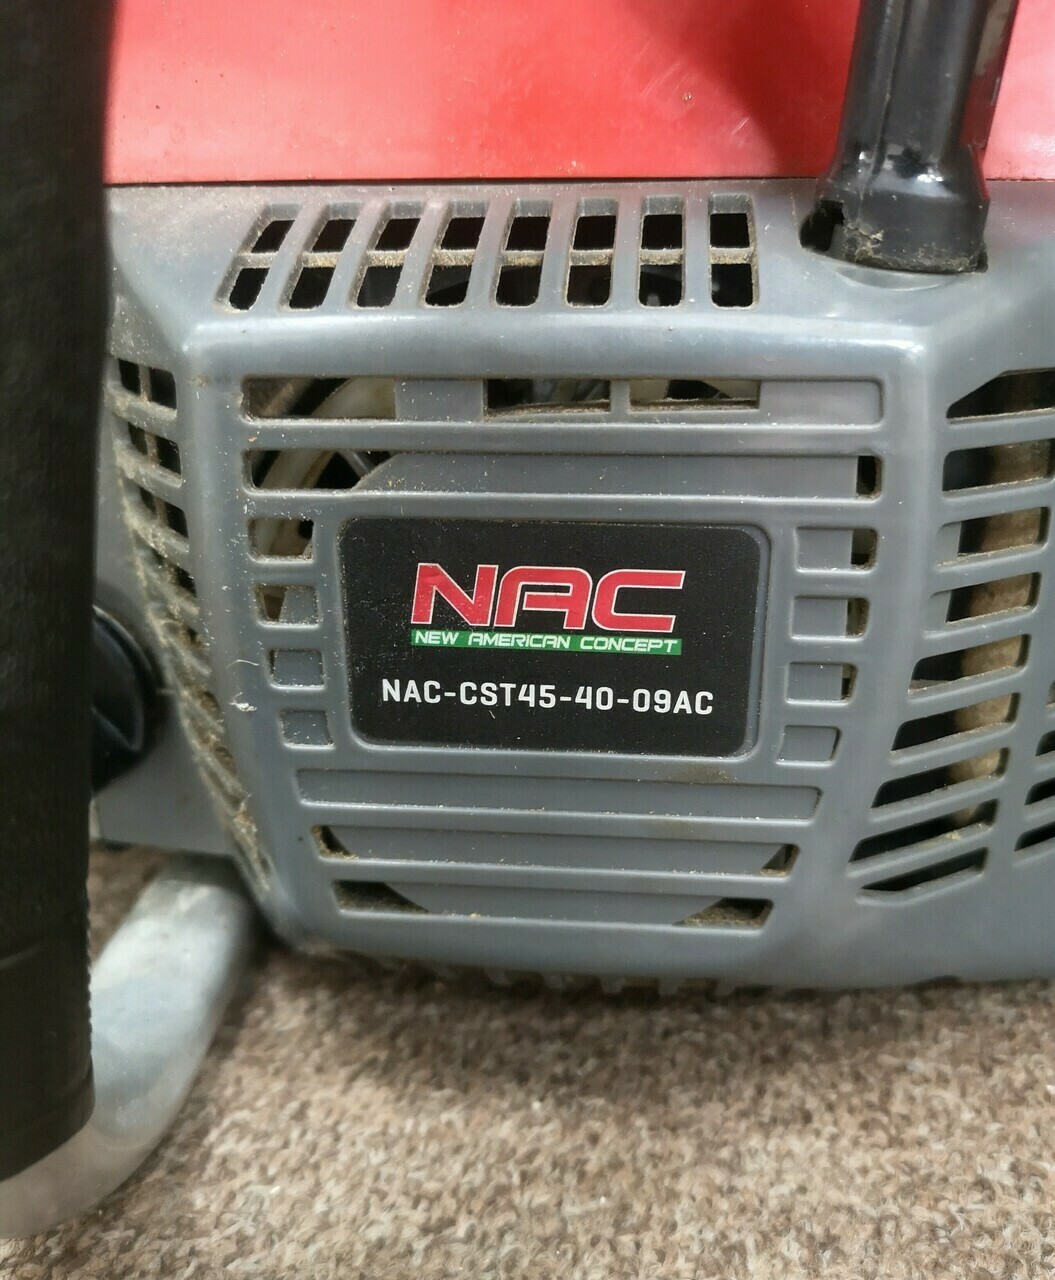 NAC
NEW AMERICAN CONCEPT
NAC-CST45-40-09AC